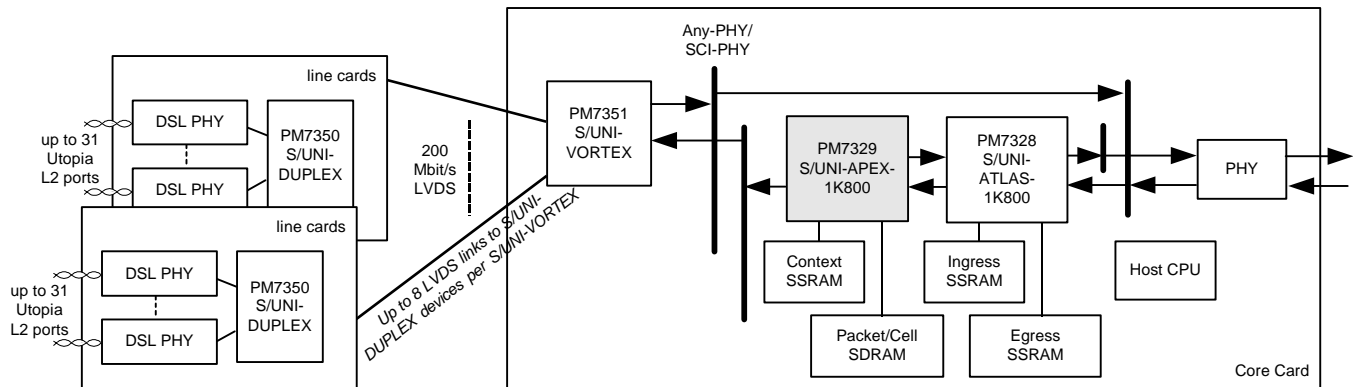 line cards
DSL PHY
DSL PHY
PM7350
S/UNI-
DUPLEX
up to 31
Utopia
L2 ports
line cards
DSL PHY
DSL PHY
PM7350
S/UNI-
DUPLEX
up to 31
Utopia
L2 ports
200
Mbit/s
LVDS
Up to 8 LVDS links to S/UNI-
DUPLEX devices per S/UNI-VORTEX
PM7351
S/UNI-
VORTEX
Any-PHY/
SCI-PHY
PM7329
S/UNI-APEX-
1K800
PM7328
S/UNI-
ATLAS-
1K800
PHY
Context
SSRAM
Ingress
SSRAM
Host CPU
Packet/Cell
SDRAM
Egress
SSRAM
Core Card